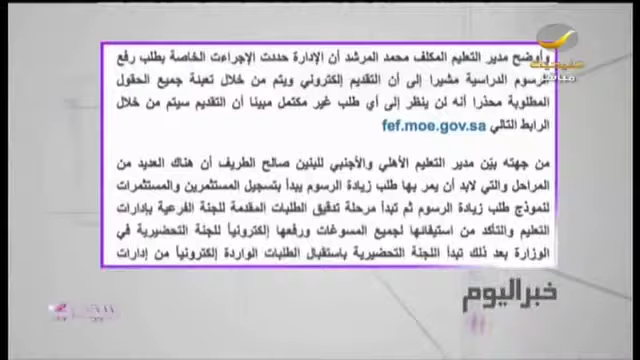 وأوضح مدير التعليم المكلف محمد المرشد أن الإدارة حددت الإجراءت الخاصة بطلب رفع
الرسوم الدراسية مشيرا إلى أن التقديم إلكتروني ويتم من خلال تعبئة جميع الحقول
المطلوبة محذرا أنه لن ينظر إلى أي طلب غير مكتمل مبينا أن التقديم سيتم من خلال
الرابط التالي fef.moe.gov.sa
من جهته بيّن مدير التعليم الأهلي والأجنبي للبنين صالح الطريف أن هناك العديد من
المراحل والتي لابد أن يمر بها طلب زيادة الرسوم يبدأ بتسجيل المستثمرين والمستثمرات
لنموذج طلب زيادة الرسوم ثم تبدأ مرحلة تدقيق الطلبات المقدمة للجنة الفرعية بإدارات
التعليم والتأكد من استيفائها لجميع المسوغات ورفعها إلكترونياً للجنة التحضيرية في
الوزارة بعد ذلك تبدأ اللجنة التحضيرية باستقبال الطلبات الواردة إلكترونياً من إدارات
خبر اليوم
مباشر